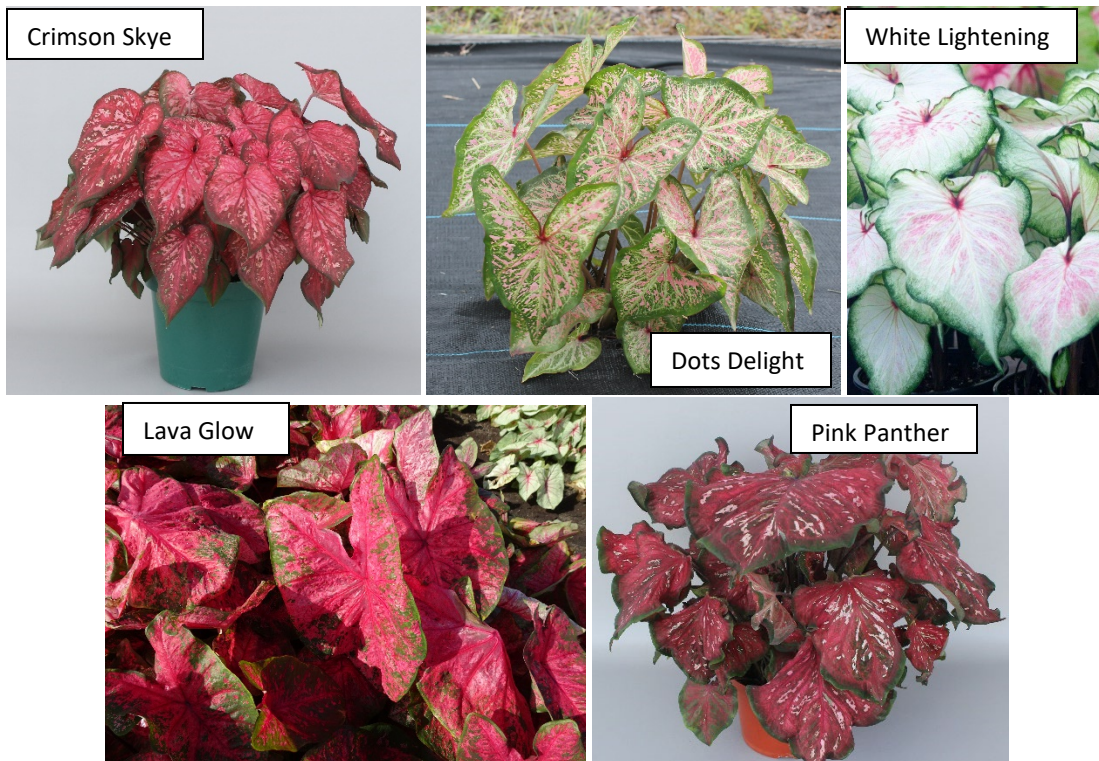 Crimson Skye
Dots Delight
White Lightening
Lava Glow
Pink Panther